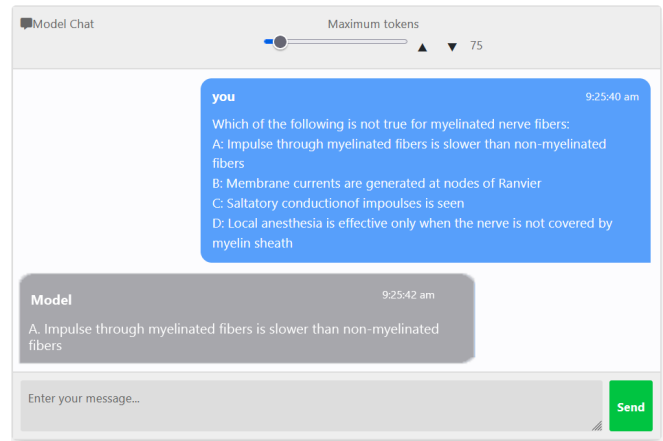 Model Chat
Maximum tokens
75
you
9:25:40 am
Which of the following is not true for myelinated nerve fibers:
A: Impulse through myelinated fibers is slower than non-myelinated
fibers
B: Membrane currents are generated at nodes of Ranvier
C: Saltatory conductionof impoulses is seen
D: Local anesthesia is effective only when the nerve is not covered by
myelin sheath
Model
9:25:42 am
A. Impulse through myelinated fibers is slower than non-myelinated
fibers
Enter your message...
Send